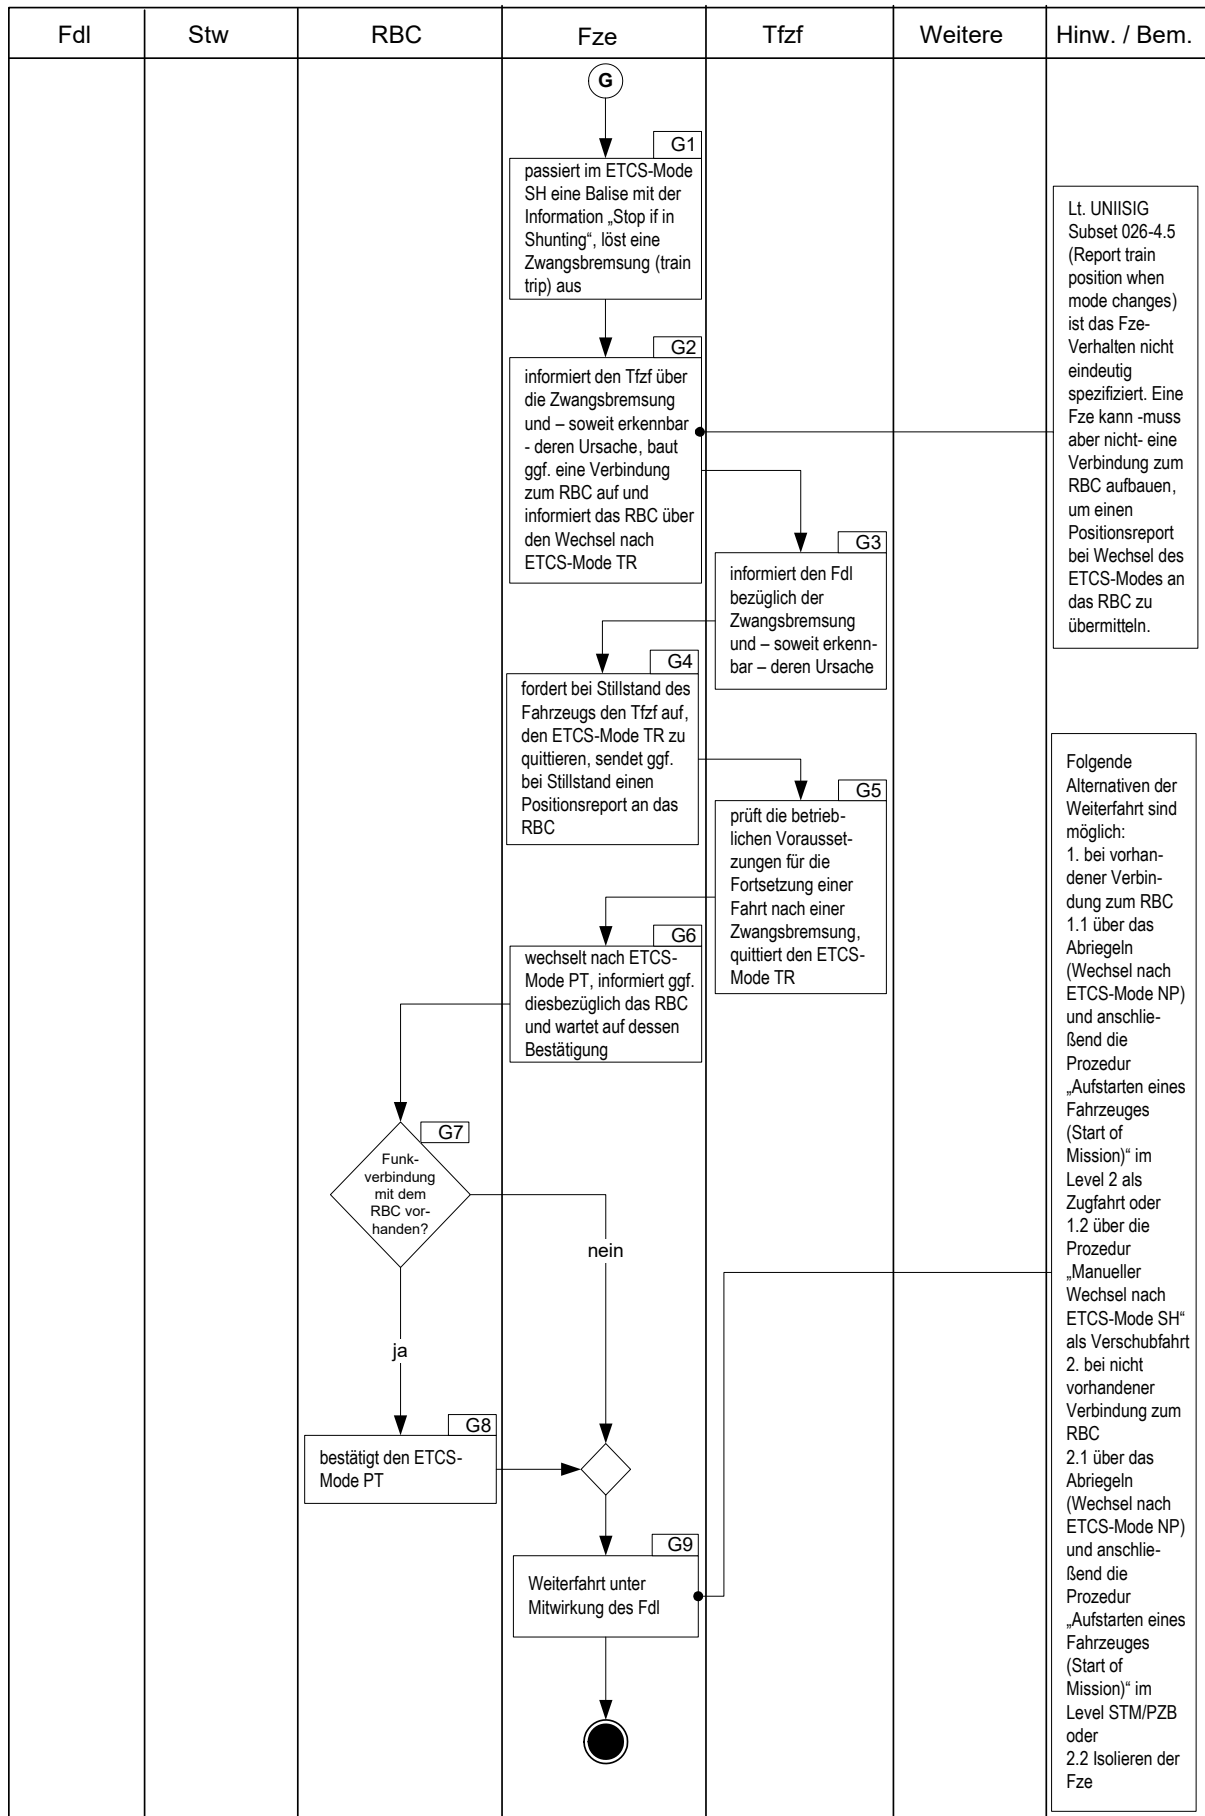 Fdl
Stw
RBC
Fze
Tfzf
Weitere
Hinw. / Bem.
G
G1
passiert im ETCS-Mode
SH eine Balise mit der
Information „Stop if in
Shunting“, löst eine
Zwangsbremsung (train
trip) aus
Lt. UNIISIG
Subset 026-4.5
(Report train
position when
mode changes)
ist das Fze-
Verhalten nicht
eindeutig
spezifiziert. Eine
Fze kann -muss
aber nicht- eine
Verbindung zum
RBC aufbauen,
um einen
Positionsreport
bei Wechsel des
ETCS-Modes an
das RBC zu
übermitteln.
G2
informiert den Tfzf über
die Zwangsbremsung
und – soweit erkennbar
- deren Ursache, baut
ggf. eine Verbindung
zum RBC auf und
informiert das RBC über
den Wechsel nach
ETCS-Mode TR
G3
informiert den Fdl
bezüglich der
Zwangsbremsung
und – soweit erkenn-
bar – deren Ursache
G4
fordert bei Stillstand des
Fahrzeugs den Tfzf auf,
den ETCS-Mode TR zu
quittieren, sendet ggf.
bei Stillstand einen
Positionsreport an das
RBC
G5
prüft die betrieb-
lichen Vorausset-
zungen für die
Fortsetzung einer
Fahrt nach einer
Zwangsbremsung,
quittiert den ETCS-
Mode TR
G6
wechselt nach ETCS-
Mode PT, informiert ggf.
diesbezüglich das RBC
und wartet auf dessen
Bestätigung
G7
Funk-
verbindung
mit dem
RBC vor-
handen?
nein
ja
G8
bestätigt den ETCS-
Mode PT
G9
Weiterfahrt unter
Mitwirkung des Fdl
Folgende
Alternativen der
Weiterfahrt sind
möglich:
1. bei vorhan-
dener Verbin-
dung zum RBC
1.1 über das
Abriegeln
(Wechsel nach
ETCS-Mode NP)
und anschlie-
ßend die
Prozedur
„Aufstarten eines
Fahrzeuges
(Start of
Mission)“ im
Level 2 als
Zugfahrt oder
1.2 über die
Prozedur
„Manueller
Wechsel nach
ETCS-Mode SH“
als Verschubfahrt
2. bei nicht
vorhandener
Verbindung zum
RBC
2.1 über das
Abriegeln
(Wechsel nach
ETCS-Mode NP)
und anschlie-
ßend die
Prozedur
„Aufstarten eines
Fahrzeuges
(Start of
Mission)“ im
Level STM/PZB
oder
2.2 Isolieren der
Fze